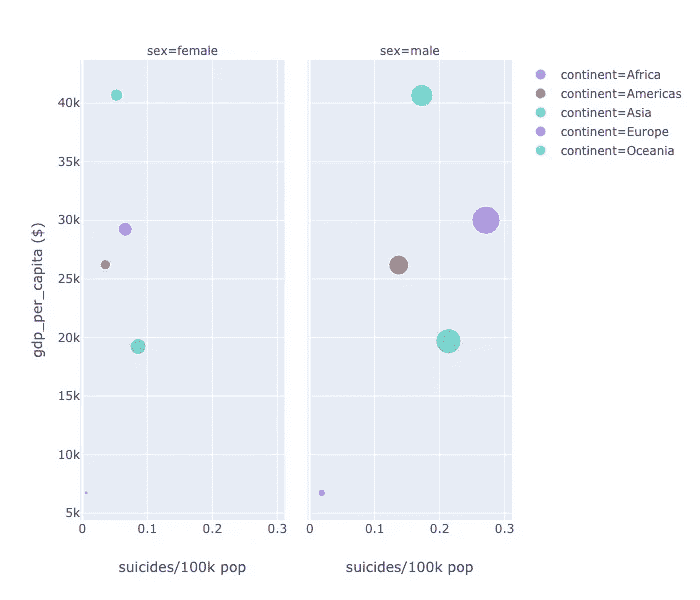 sex=female
sex=male
continent=Africa
continent=Americas
continent=Asia
continent=Europe
continent=Oceania
gdp_per_capita ($)
40k
35k
30k
25k
20k
15k
10k
5k
0 0.1 0.2 0.3
0 0.1 0.2 0.3
suicides/100k pop
suicides/100k pop